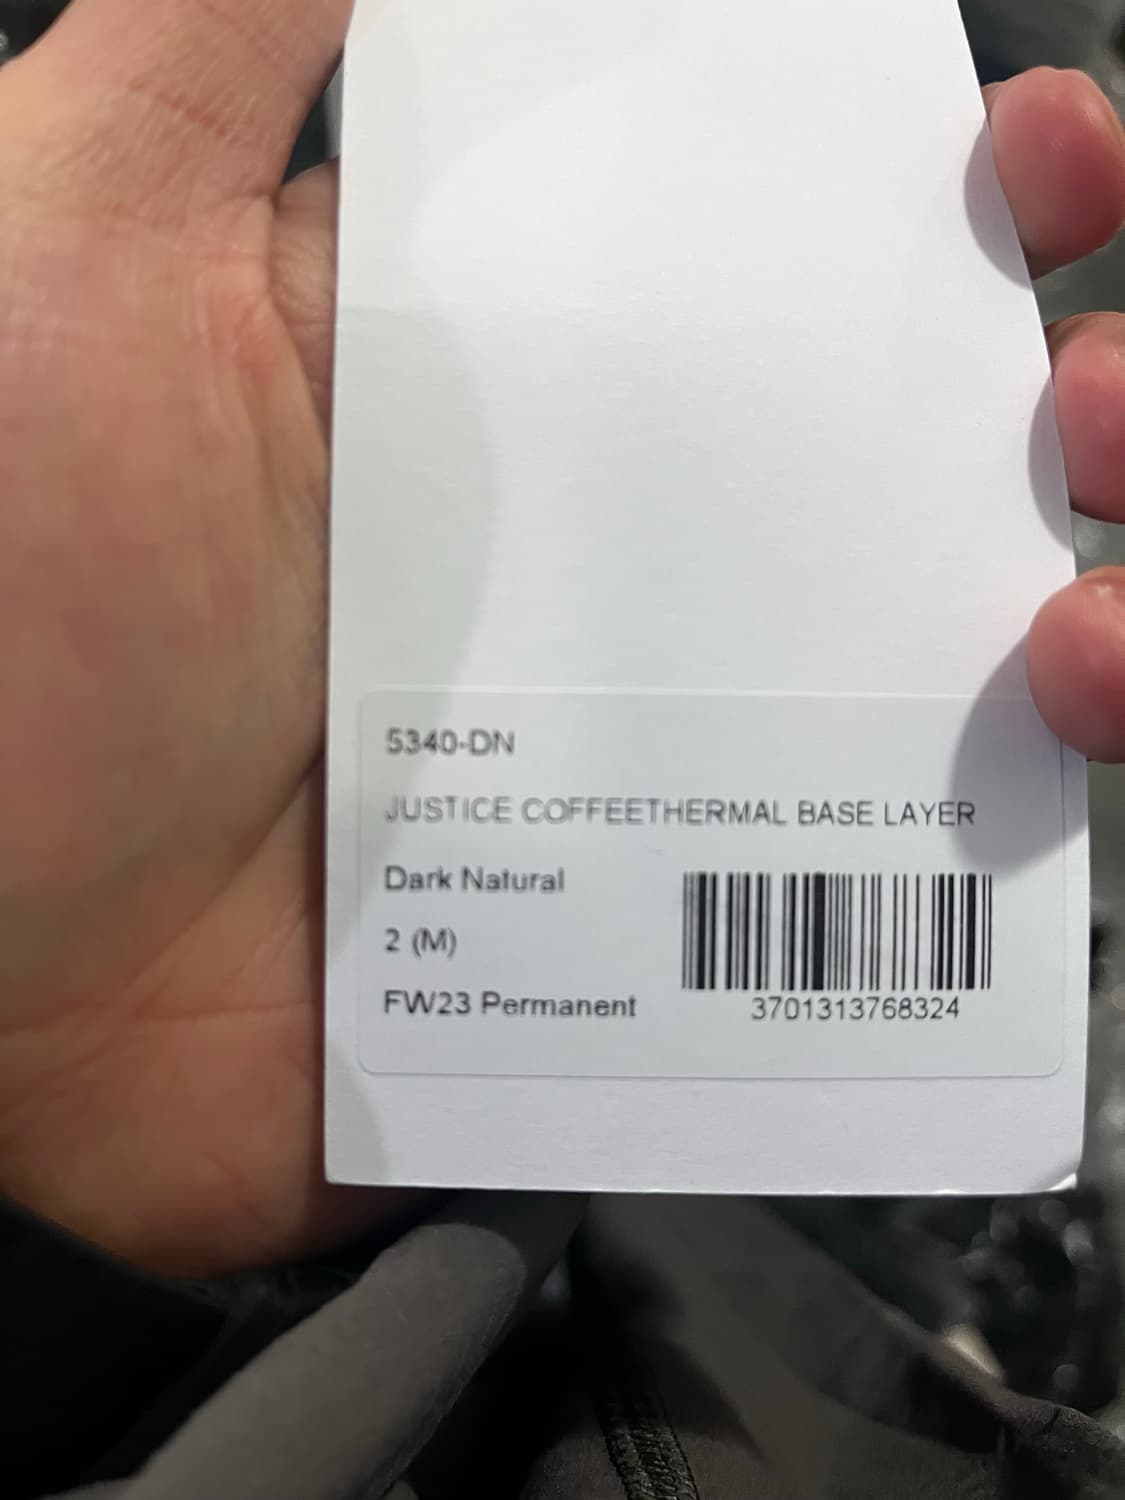 5340-DN
JUSTICE COFFEETHERMAL BASE LAYER
Dark Natural
2 (M)
FW23 Permanent
3701313768324